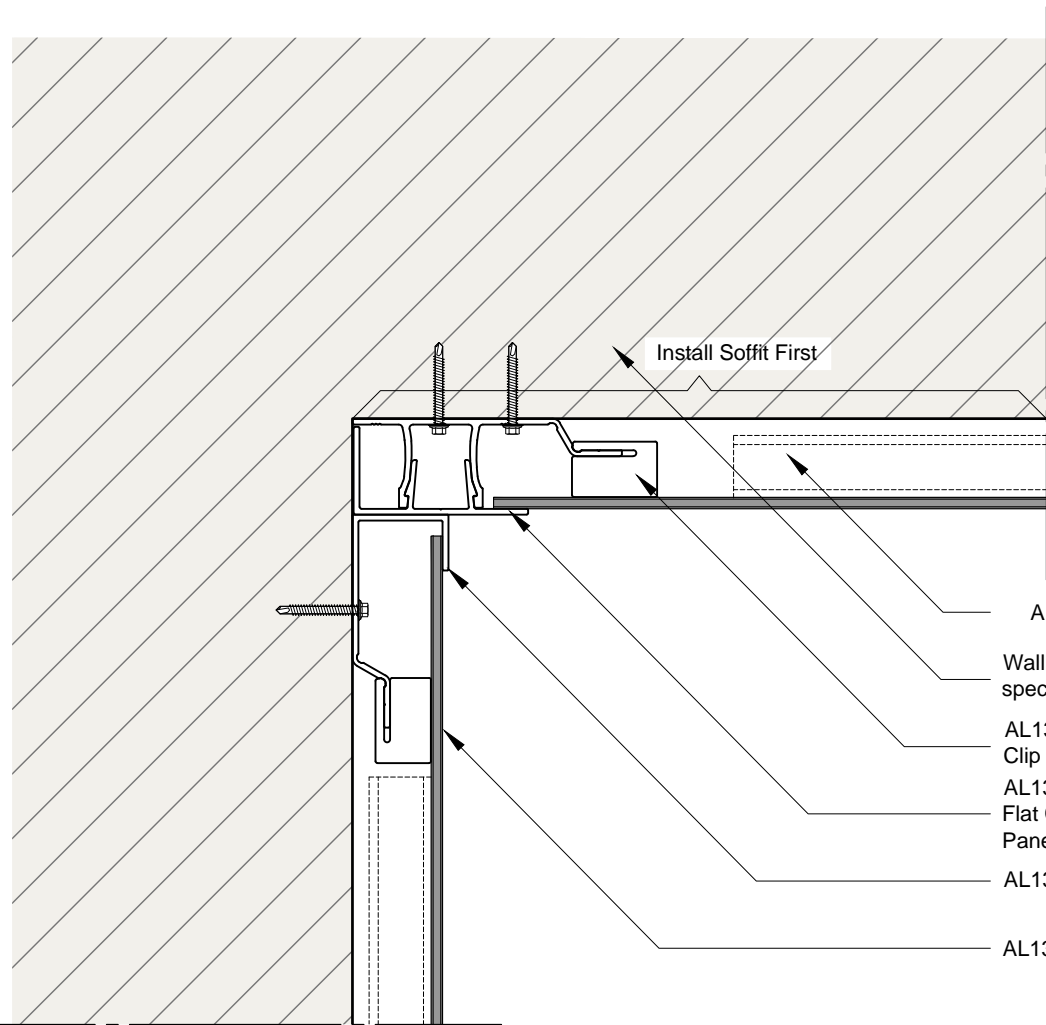 Install Soffit First
A
Wall
spec
AL13
Clip
AL13
Flat
Pane
AL13
AL13